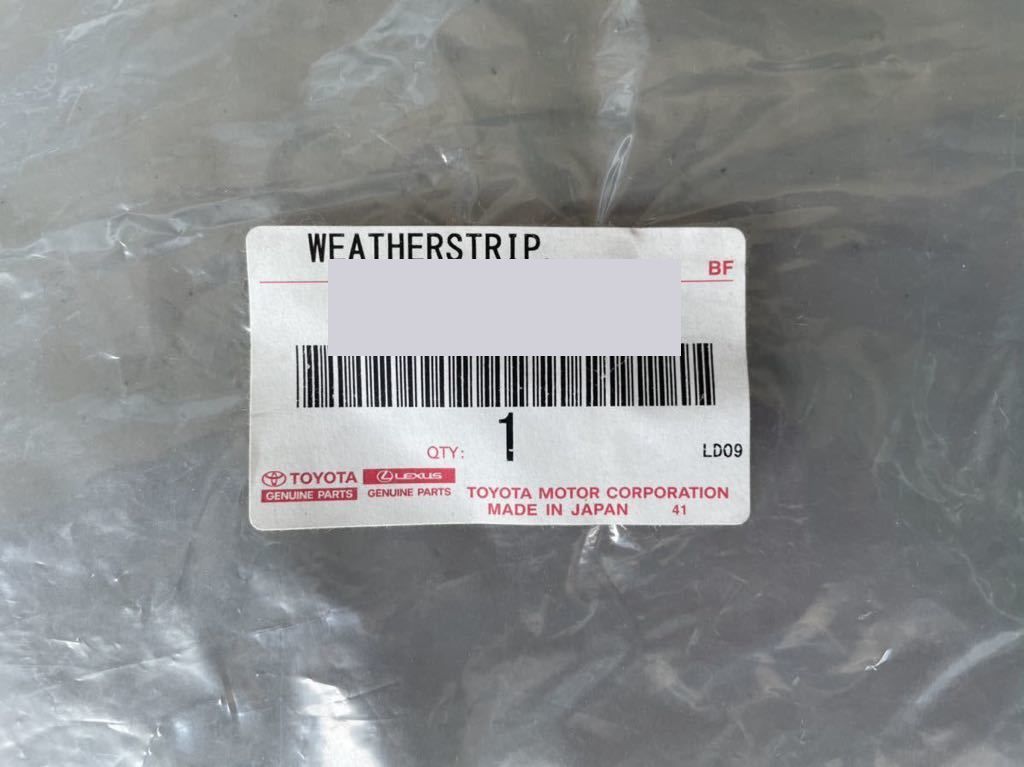 WEATHERSTRIP,
BF
1
QTY:
LD09
TOYOTA LEXUS
GENUINE PARTS GENUINE PARTS
TOYOTA MOTOR CORPORATION
MADE IN JAPAN 41